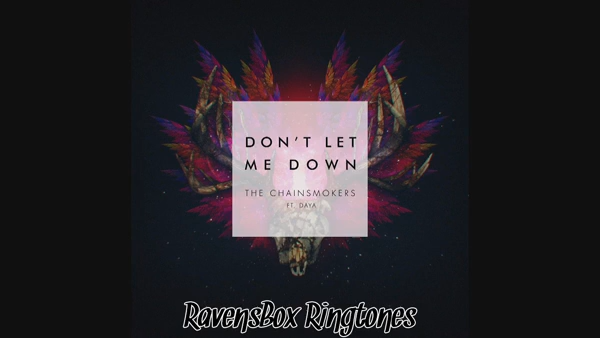 DON'T LET
ME DOWN
THE CHAINSMOKERS
FT. DAYA
RavensBox Ringtones